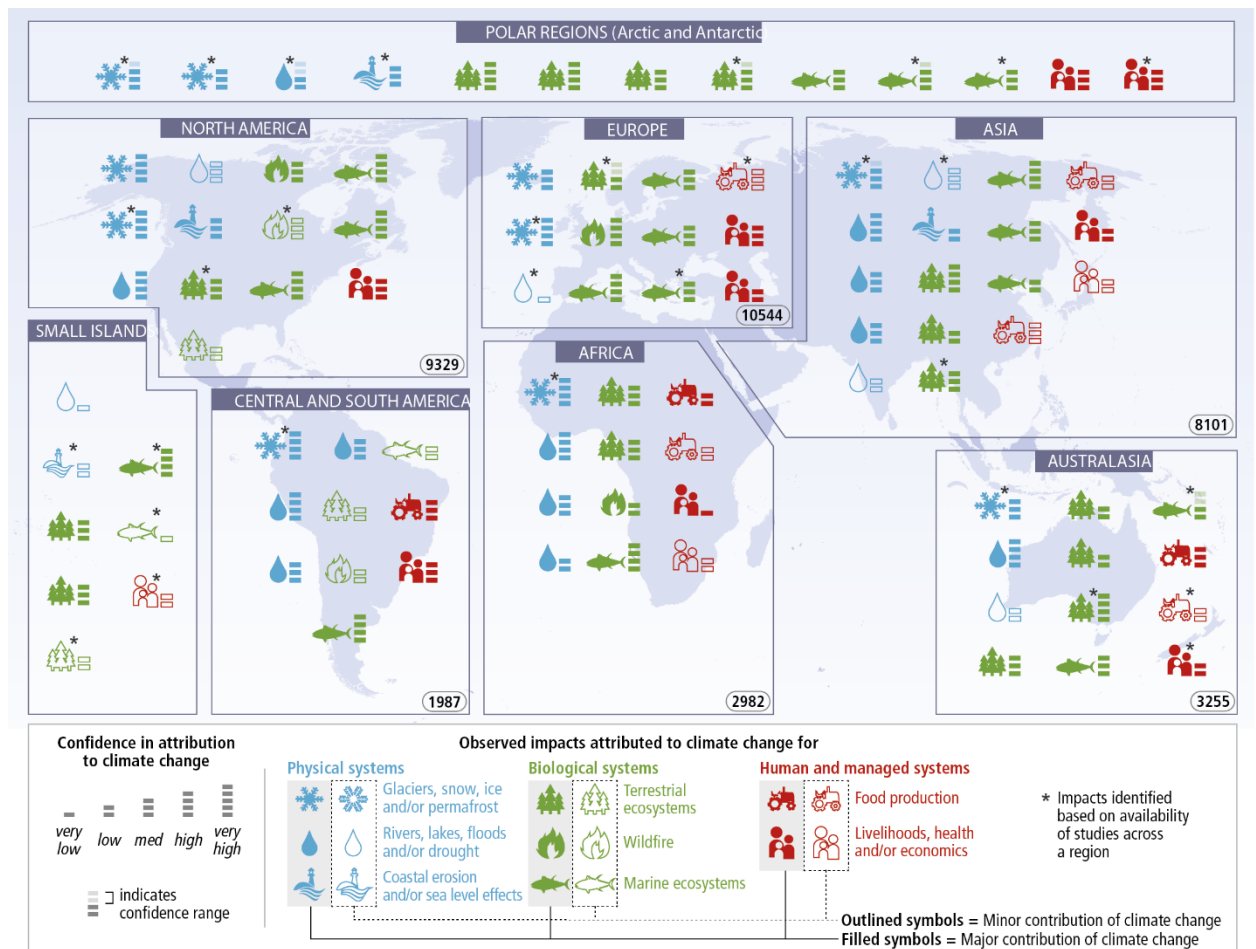 POLAR REGIONS (Arctic and Antarctic
*
*
*
*
*
*
*
*
NORTH AMERICA
*
*
*
9329
EUROPE
*
*
*
*
*
10544
ASIA
*
*
*
8101
SMALL ISLAND
*
*
*
*
*
CENTRAL AND SOUTH AMERICA
*
1987
AFRICA
*
2982
AUSTRALASIA
*
*
*
*
*
3255
Confidence in attribution
to climate change
very
low
low
med
high
very
high
indicates
confidence range
Observed impacts attributed to climate change for
Physical systems
Glaciers, snow, ice
and/or permafrost
Rivers, lakes, floods
and/or drought
Coastal erosion
and/or sea level effects
Biological systems
Terrestrial
ecosystems
Wildfire
Marine ecosystems
Human and managed systems
Food production
Livelihoods, health
and/or economics
* Impacts identified
based on availability
of studies across
a region
Outlined symbols = Minor contribution of climate change
Filled symbols = Major contribution of climate change